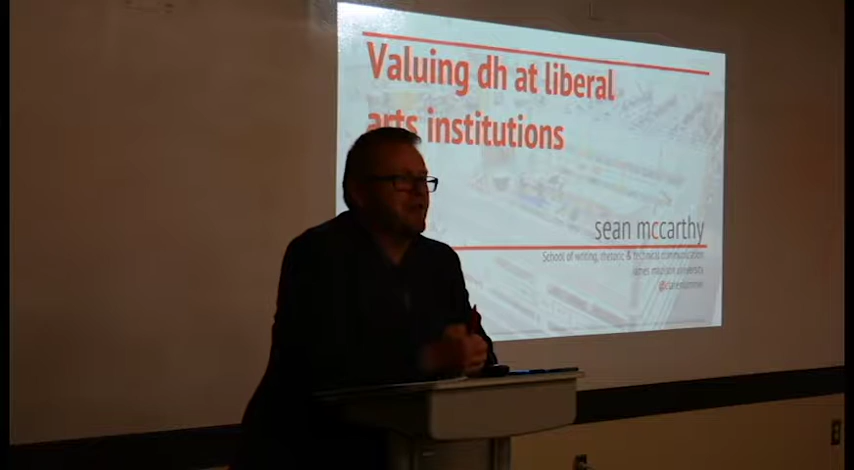 Valuing dh at liberal
arts institutions
sean mccarthy
School of writing, rhetoric & technical communication
james madison university